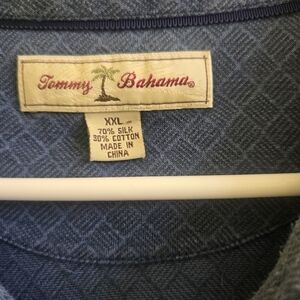 Tommy Bahama®
XXL
70% SILK
30% COTTON
MADE IN
CHINA